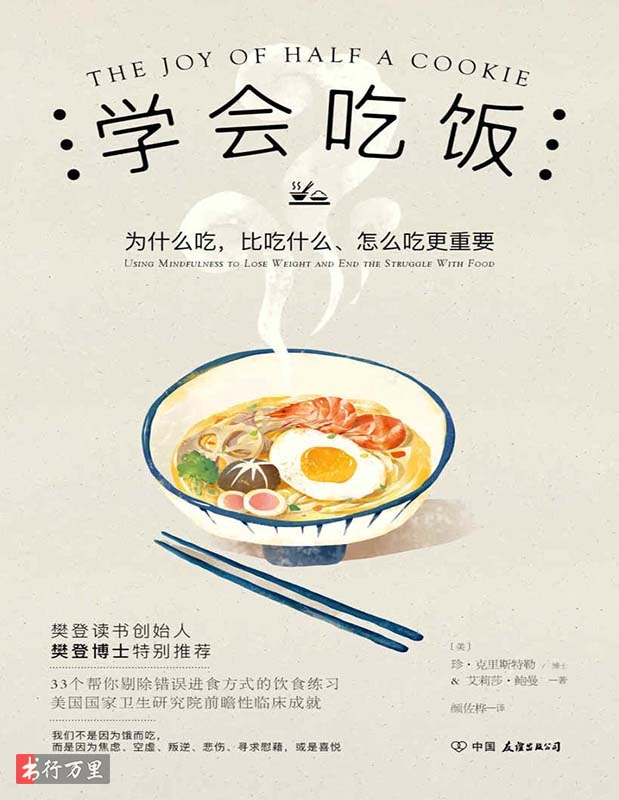 THE JOY OF HALF A COOKIE
学会吃饭
为什么吃，比吃什么、怎么吃更重要
USING MINDFULNESS TO LOSE WEIGHT AND END THE STRUGGLE WITH FOOD
樊登读书创始人
樊登博士特别推荐
33个帮你剔除错误进食方式的饮食练习
美国国家卫生研究院前瞻性临床成就
我们不是因为饿而吃，
而是因为焦虑、空虚、叛逆、悲伤、寻求慰藉，或是喜悦
［美］
珍·克里斯特勒 / 博士
& 艾莉莎·鲍曼 —著
颜佐桦—译
中国友谊出版公司
书行万里